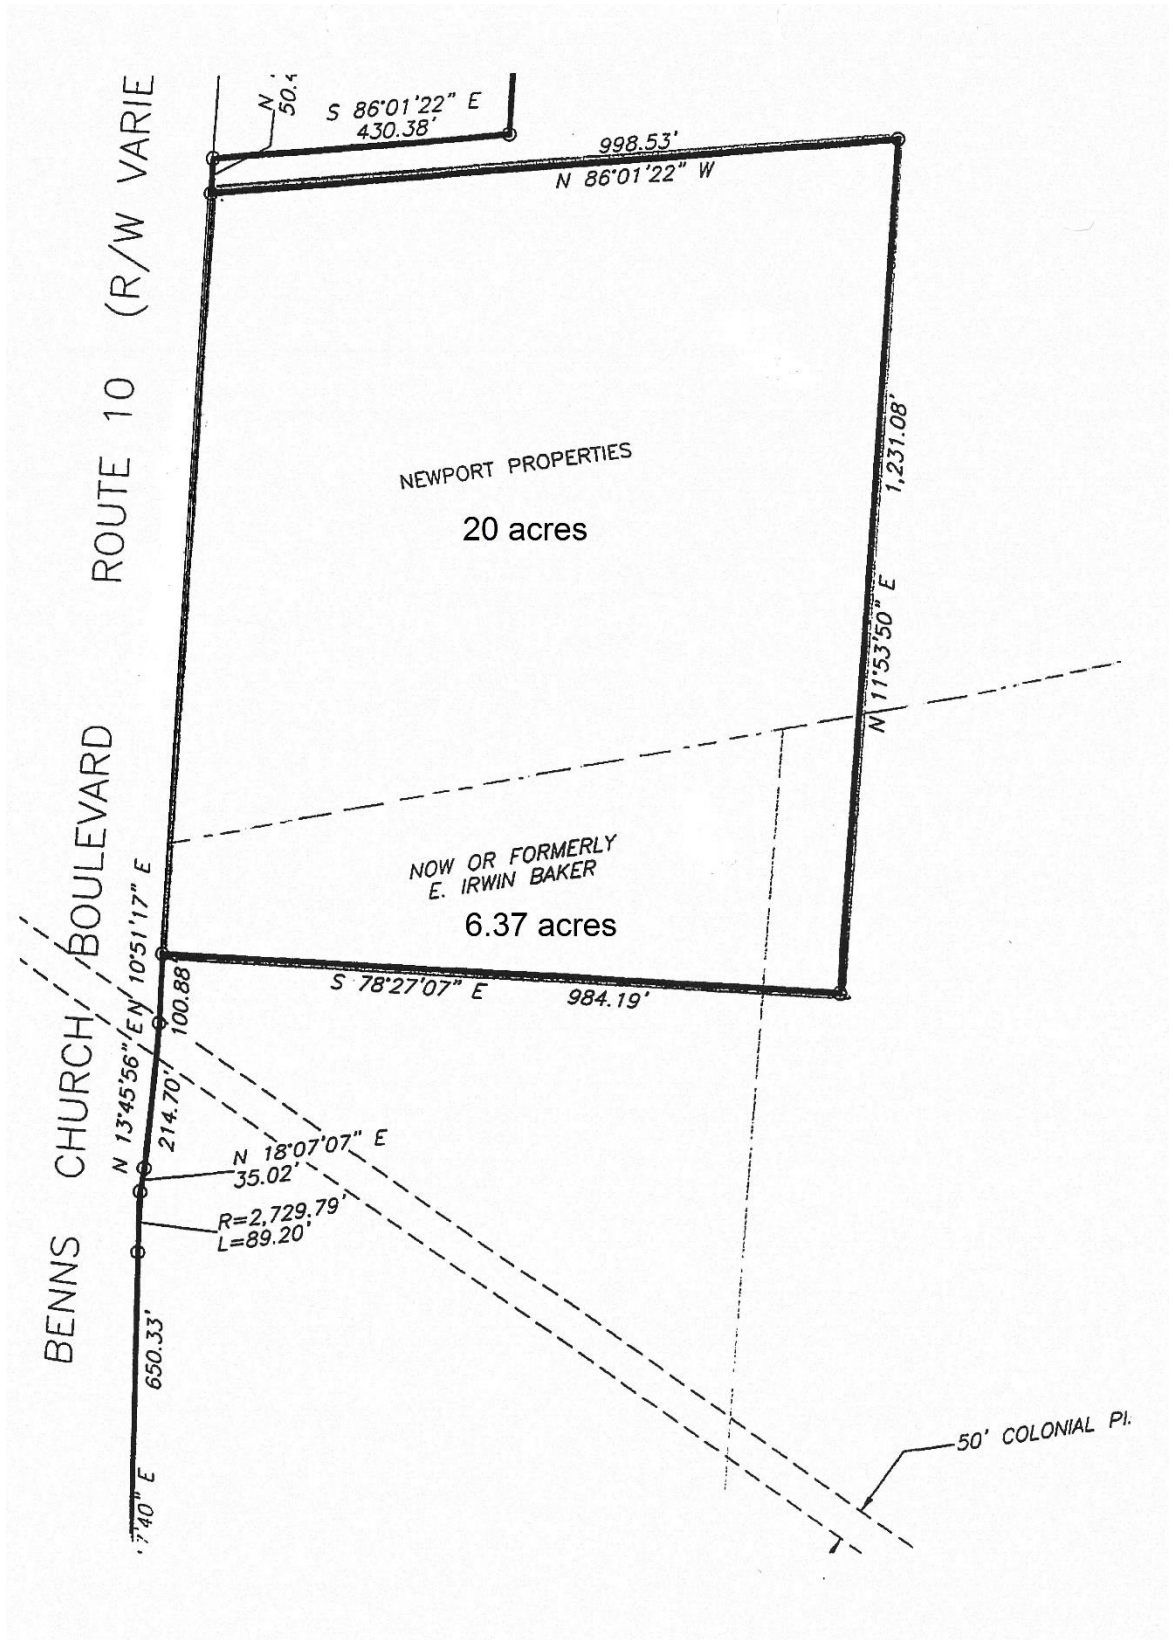 N
50.4
S 86°01'22" E
430.38'
998.53'
N 86°01'22" W
ROUTE 10 (R/W VARIE
NEWPORT PROPERTIES
20 acres
1,231.08'
N 11°53'50" E
NOW OR FORMERLY
E. IRWIN BAKER
6.37 acres
BENNS CHURCH BOULEVARD
N 10°51'17" E
100.88'
S 78°27'07" E
984.19'
N 13°45'56" E
214.70'
N 18°07'07" E
35.02'
R=2,729.79'
L=89.20'
650.33'
7'40" E
50' COLONIAL PI.